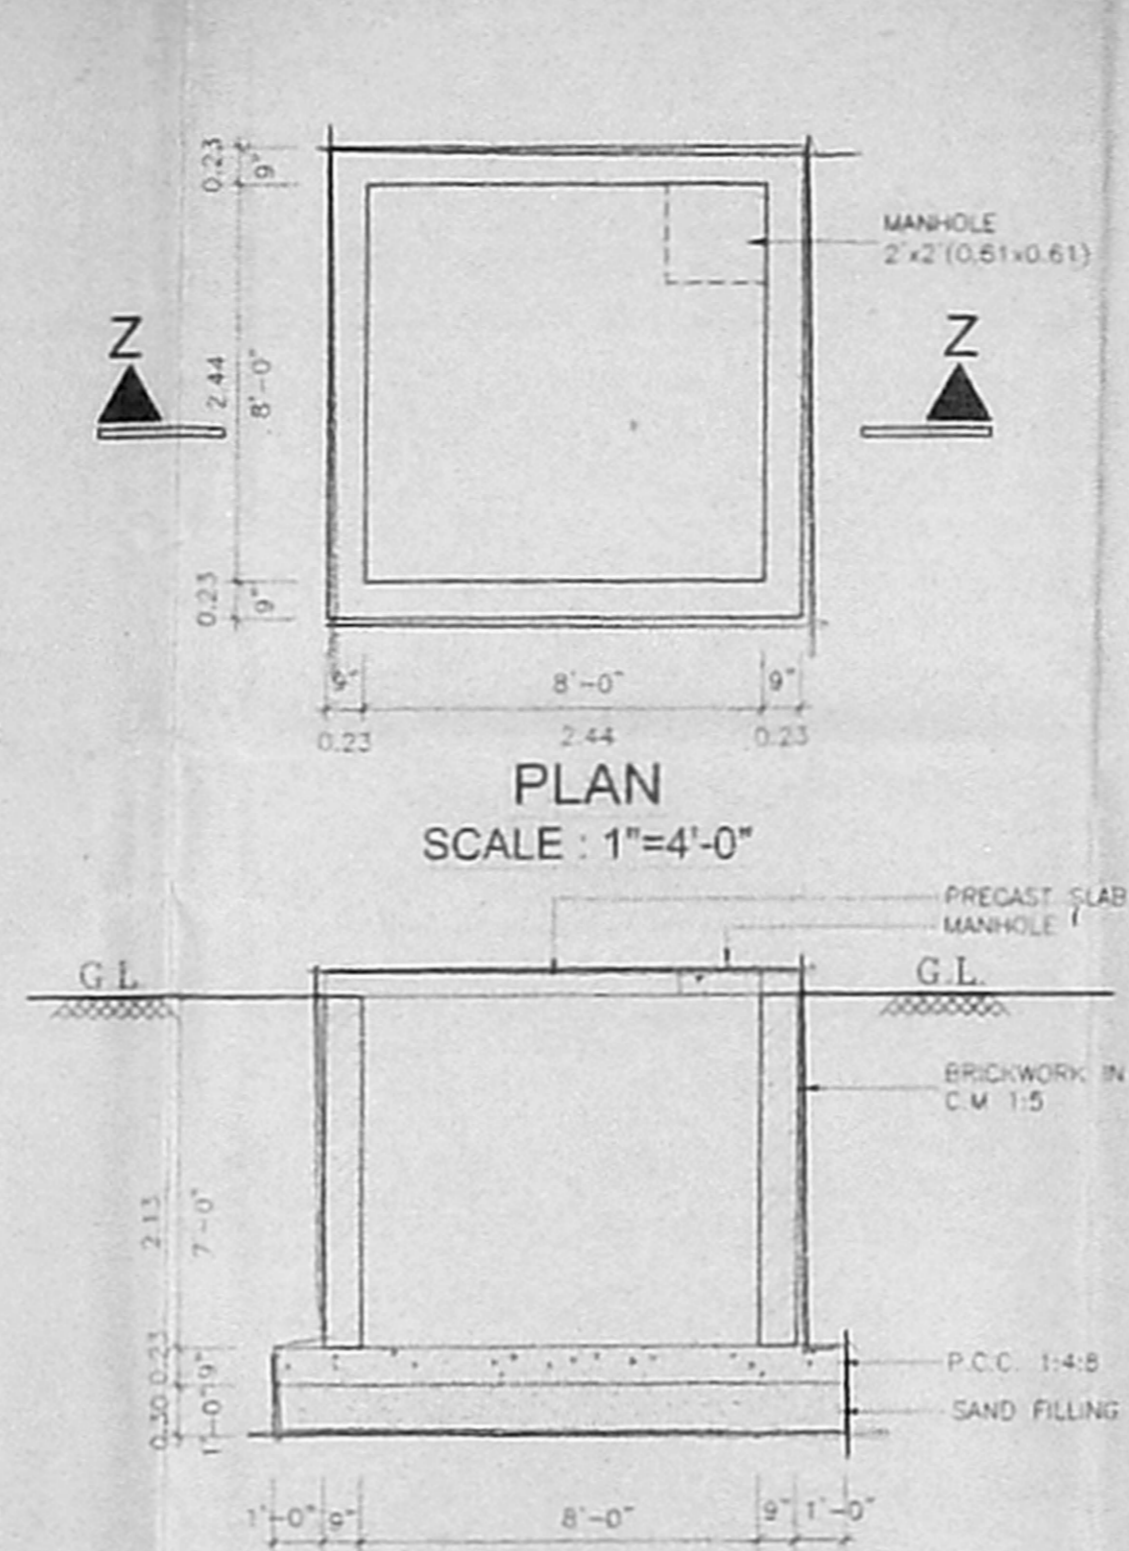 0.23
9"
MANHOLE
2'x2'(0.61x0.61)
Z
Z
2.44
8'-0"
0.23
9"
9"
8'-0"
9"
0.23
2.44
0.23
PLAN
SCALE : 1"=4'-0"
PRECAST SLAB
MANHOLE
G.L
G.L.
BRICKWORK IN
C.M 1:5
2.13
7'-0"
0.23
9"
P.C.C. 1:4:8
0.30
1'-0"
SAND FILLING
1'-0"
9"
8'-0"
9"
1'-0"